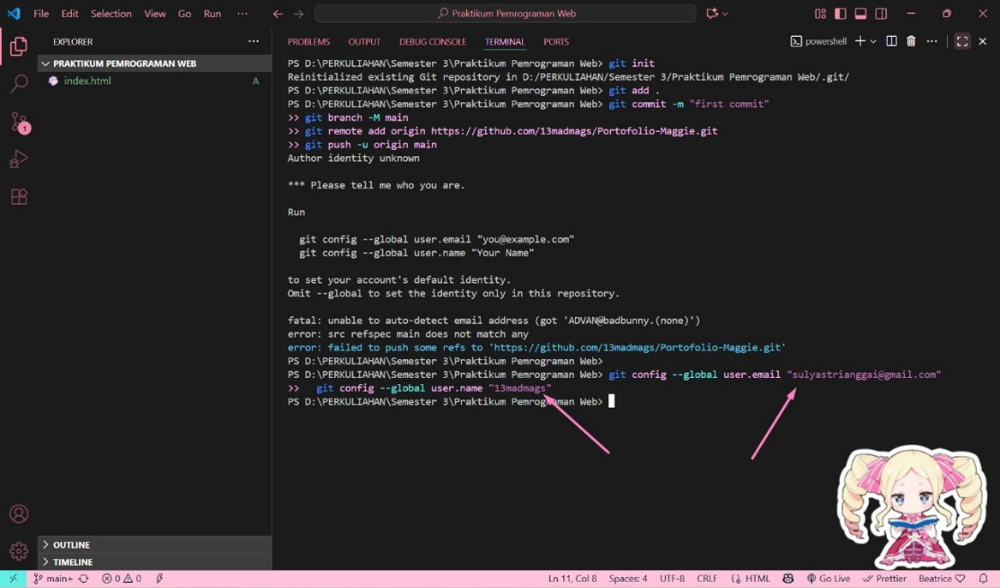 File Edit Selection View Go Run ···
Praktikum Pemrograman Web
EXPLORER ···
PRAKTIKUM PEMROGRAMAN WEB
index.html A
1
OUTLINE
TIMELINE
PROBLEMS OUTPUT DEBUG CONSOLE TERMINAL PORTS
powershell
PS D:\PERKULIAHAN\Semester 3\Praktikum Pemrograman Web> git init
Reinitialized existing Git repository in D:/PERKULIAHAN/Semester 3/Praktikum Pemrograman Web/.git/
PS D:\PERKULIAHAN\Semester 3\Praktikum Pemrograman Web> git add .
PS D:\PERKULIAHAN\Semester 3\Praktikum Pemrograman Web> git commit -m "first commit"
>> git branch -M main
>> git remote add origin https://github.com/13madmags/Portofolio-Maggie.git
>> git push -u origin main
Author identity unknown
*** Please tell me who you are.
Run
git config --global user.email "you@example.com"
git config --global user.name "Your Name"
to set your account's default identity.
Omit --global to set the identity only in this repository.
fatal: unable to auto-detect email address (got 'ADVAN@badbunny.(none)')
error: src refspec main does not match any
error: failed to push some refs to 'https://github.com/13madmags/Portofolio-Maggie.git'
PS D:\PERKULIAHAN\Semester 3\Praktikum Pemrograman Web>
PS D:\PERKULIAHAN\Semester 3\Praktikum Pemrograman Web> git config --global user.email "sulyastrianggai@gmail.com"
>> git config --global user.name "13madmags"
PS D:\PERKULIAHAN\Semester 3\Praktikum Pemrograman Web>
main+ 0 0 Ln 11, Col 8 Spaces: 4 UTF-8 CRLF {} HTML Go Live Prettier Beatrice ♡